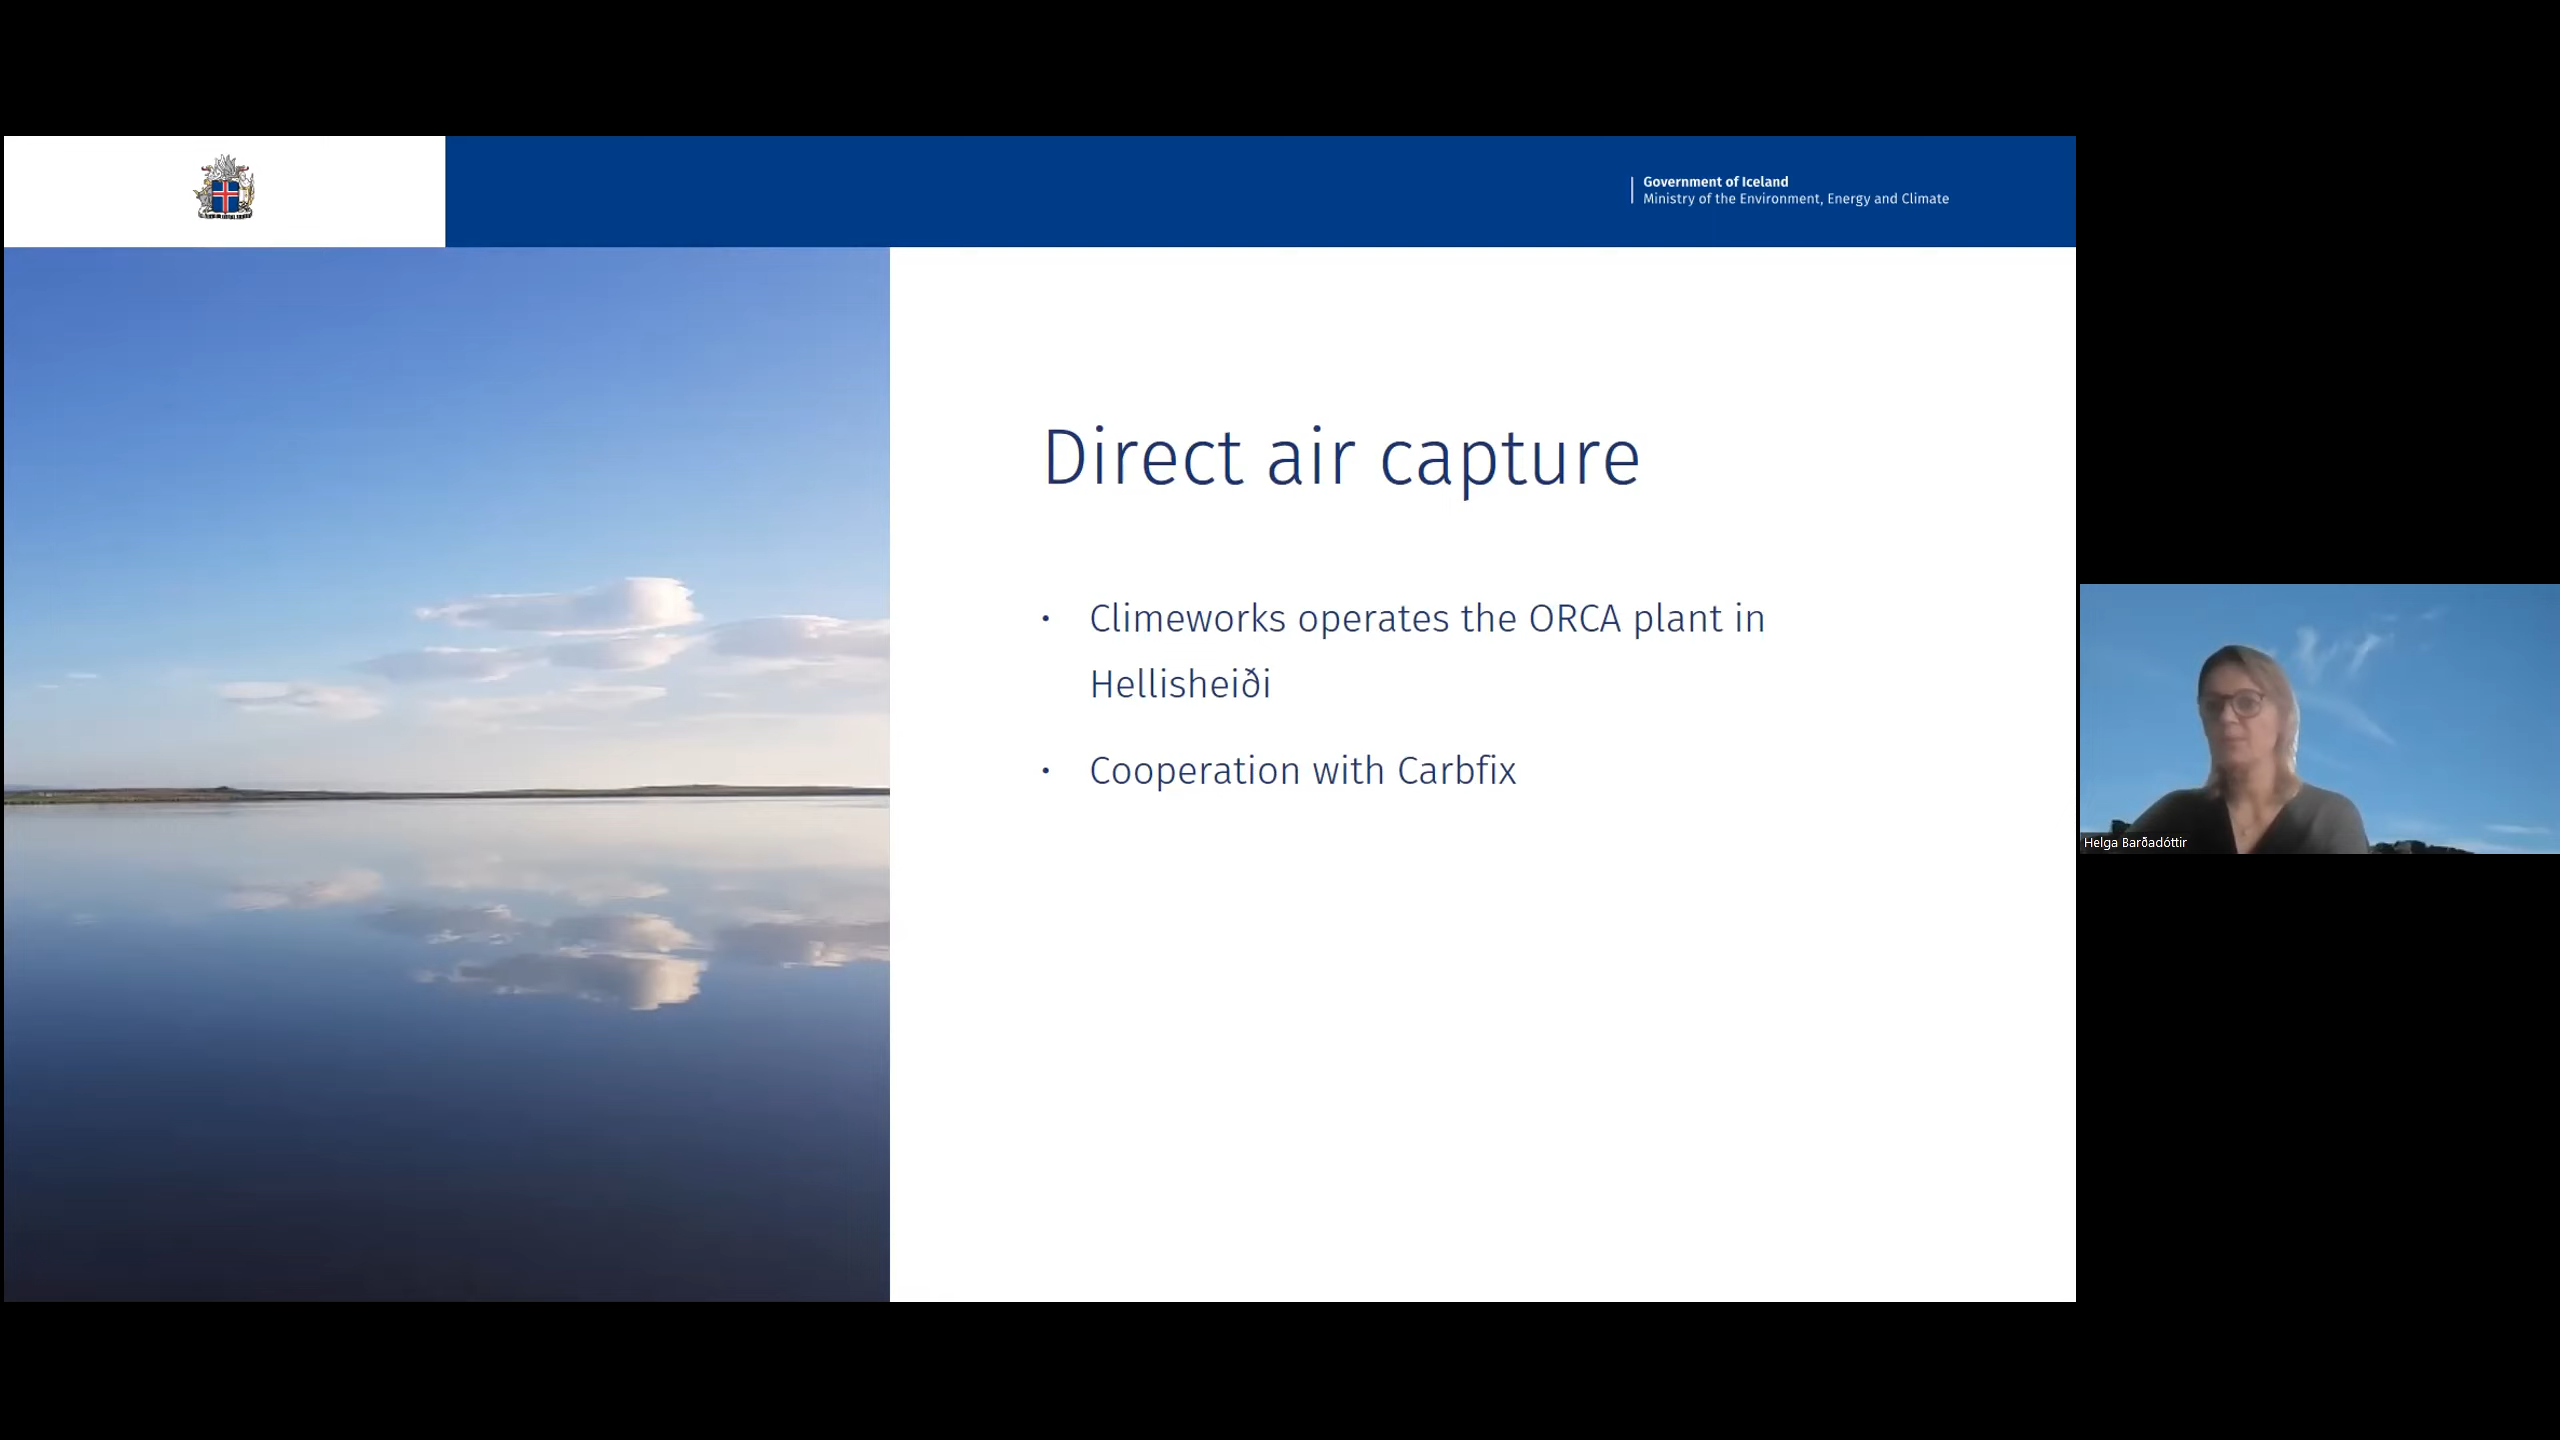 Government of Iceland
Ministry of the Environment, Energy and Climate
Direct air capture
• Climeworks operates the ORCA plant in
Hellisheiði
• Cooperation with Carbfix
Helga Barðadóttir